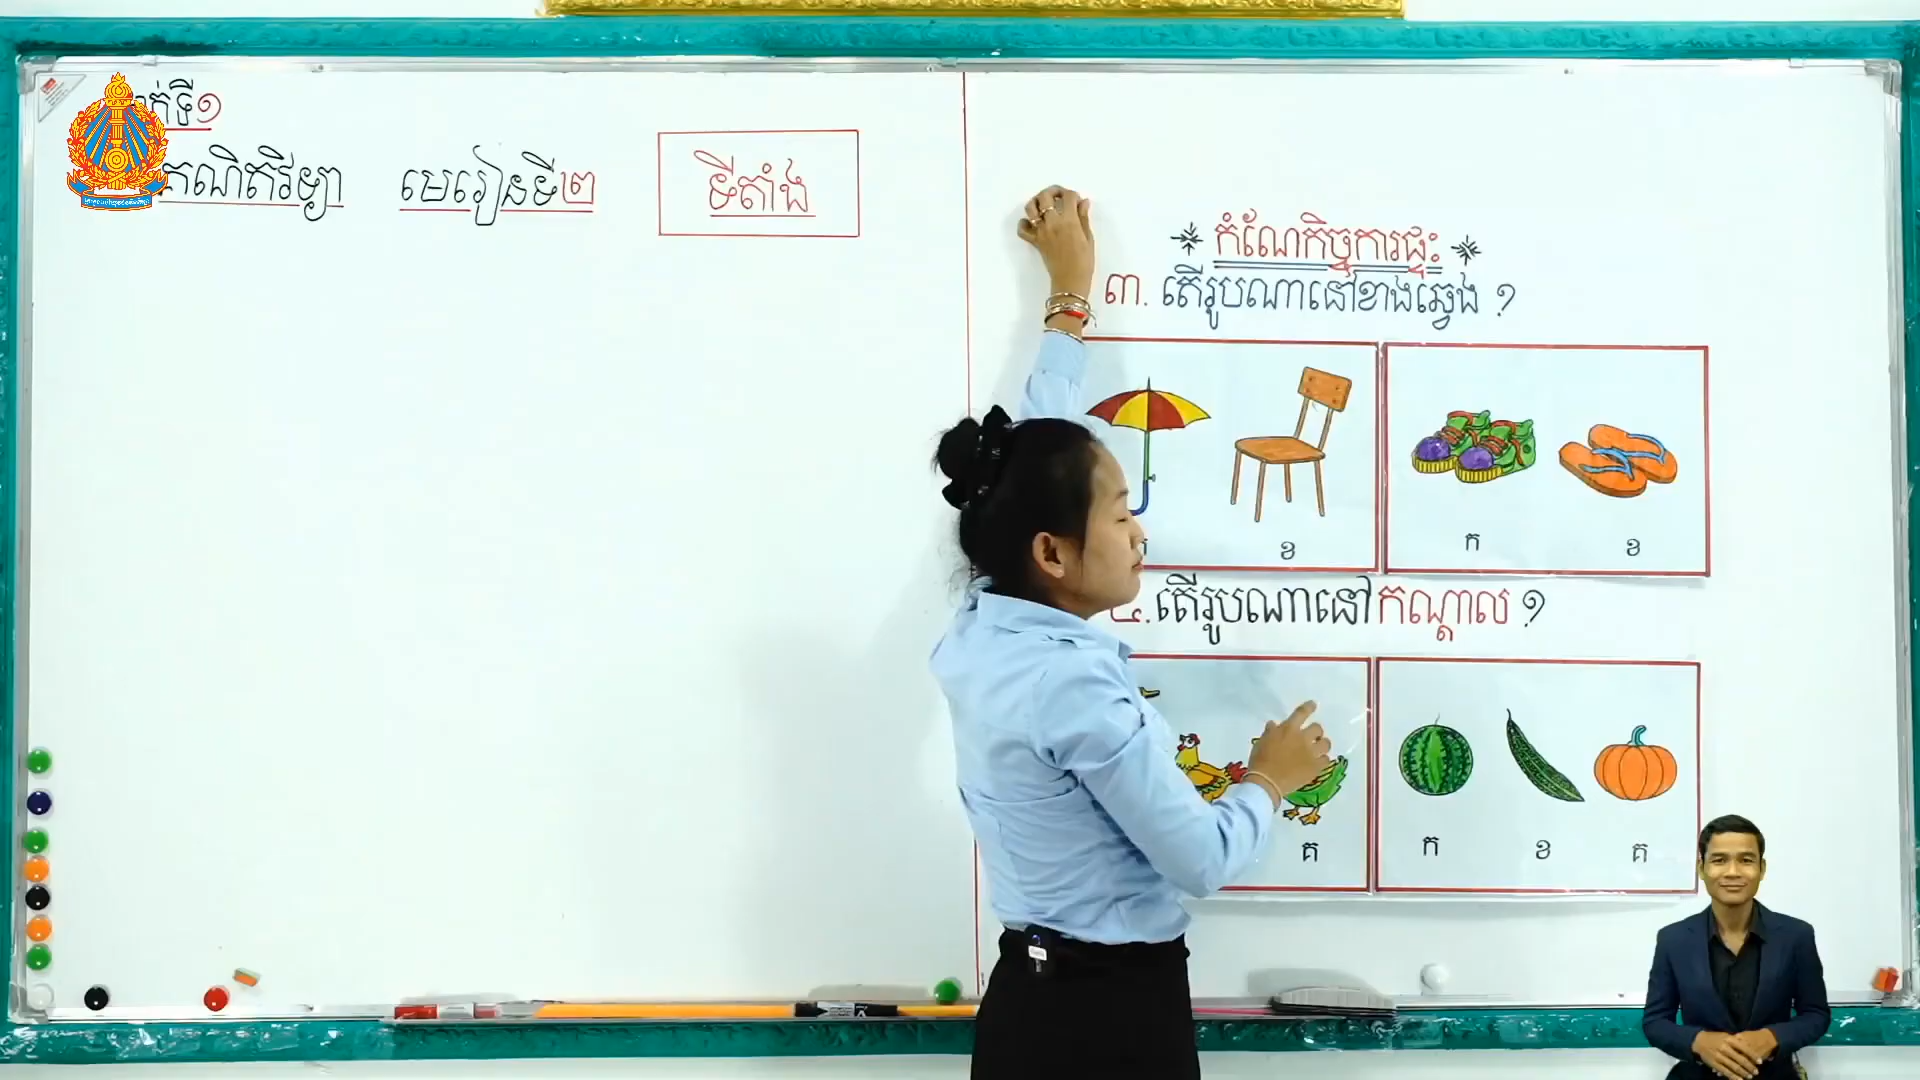 ទី១
គណិតវិទ្យា មេរៀនទី២ ទីតាំង
កំណែកិច្ចការផ្ទះ
៣. តើរូបណានៅខាងឆ្វេង ?
ខ ក ខ
៤. តើរូបណានៅកណ្តាល ?
គ ក ខ គ